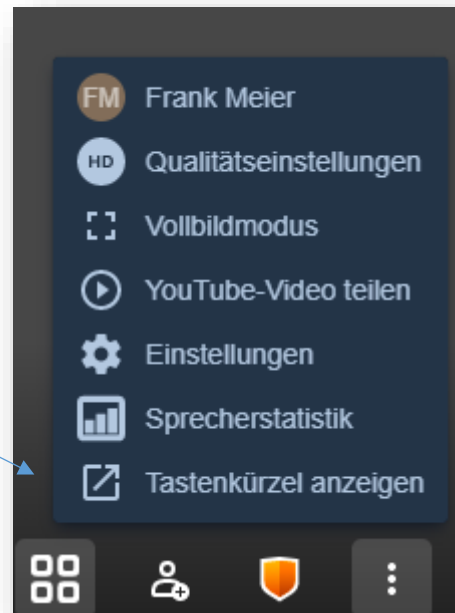 FM Frank Meier
HD Qualitätseinstellungen
Vollbildmodus
YouTube-Video teilen
Einstellungen
Sprecherstatistik
Tastenkürzel anzeigen